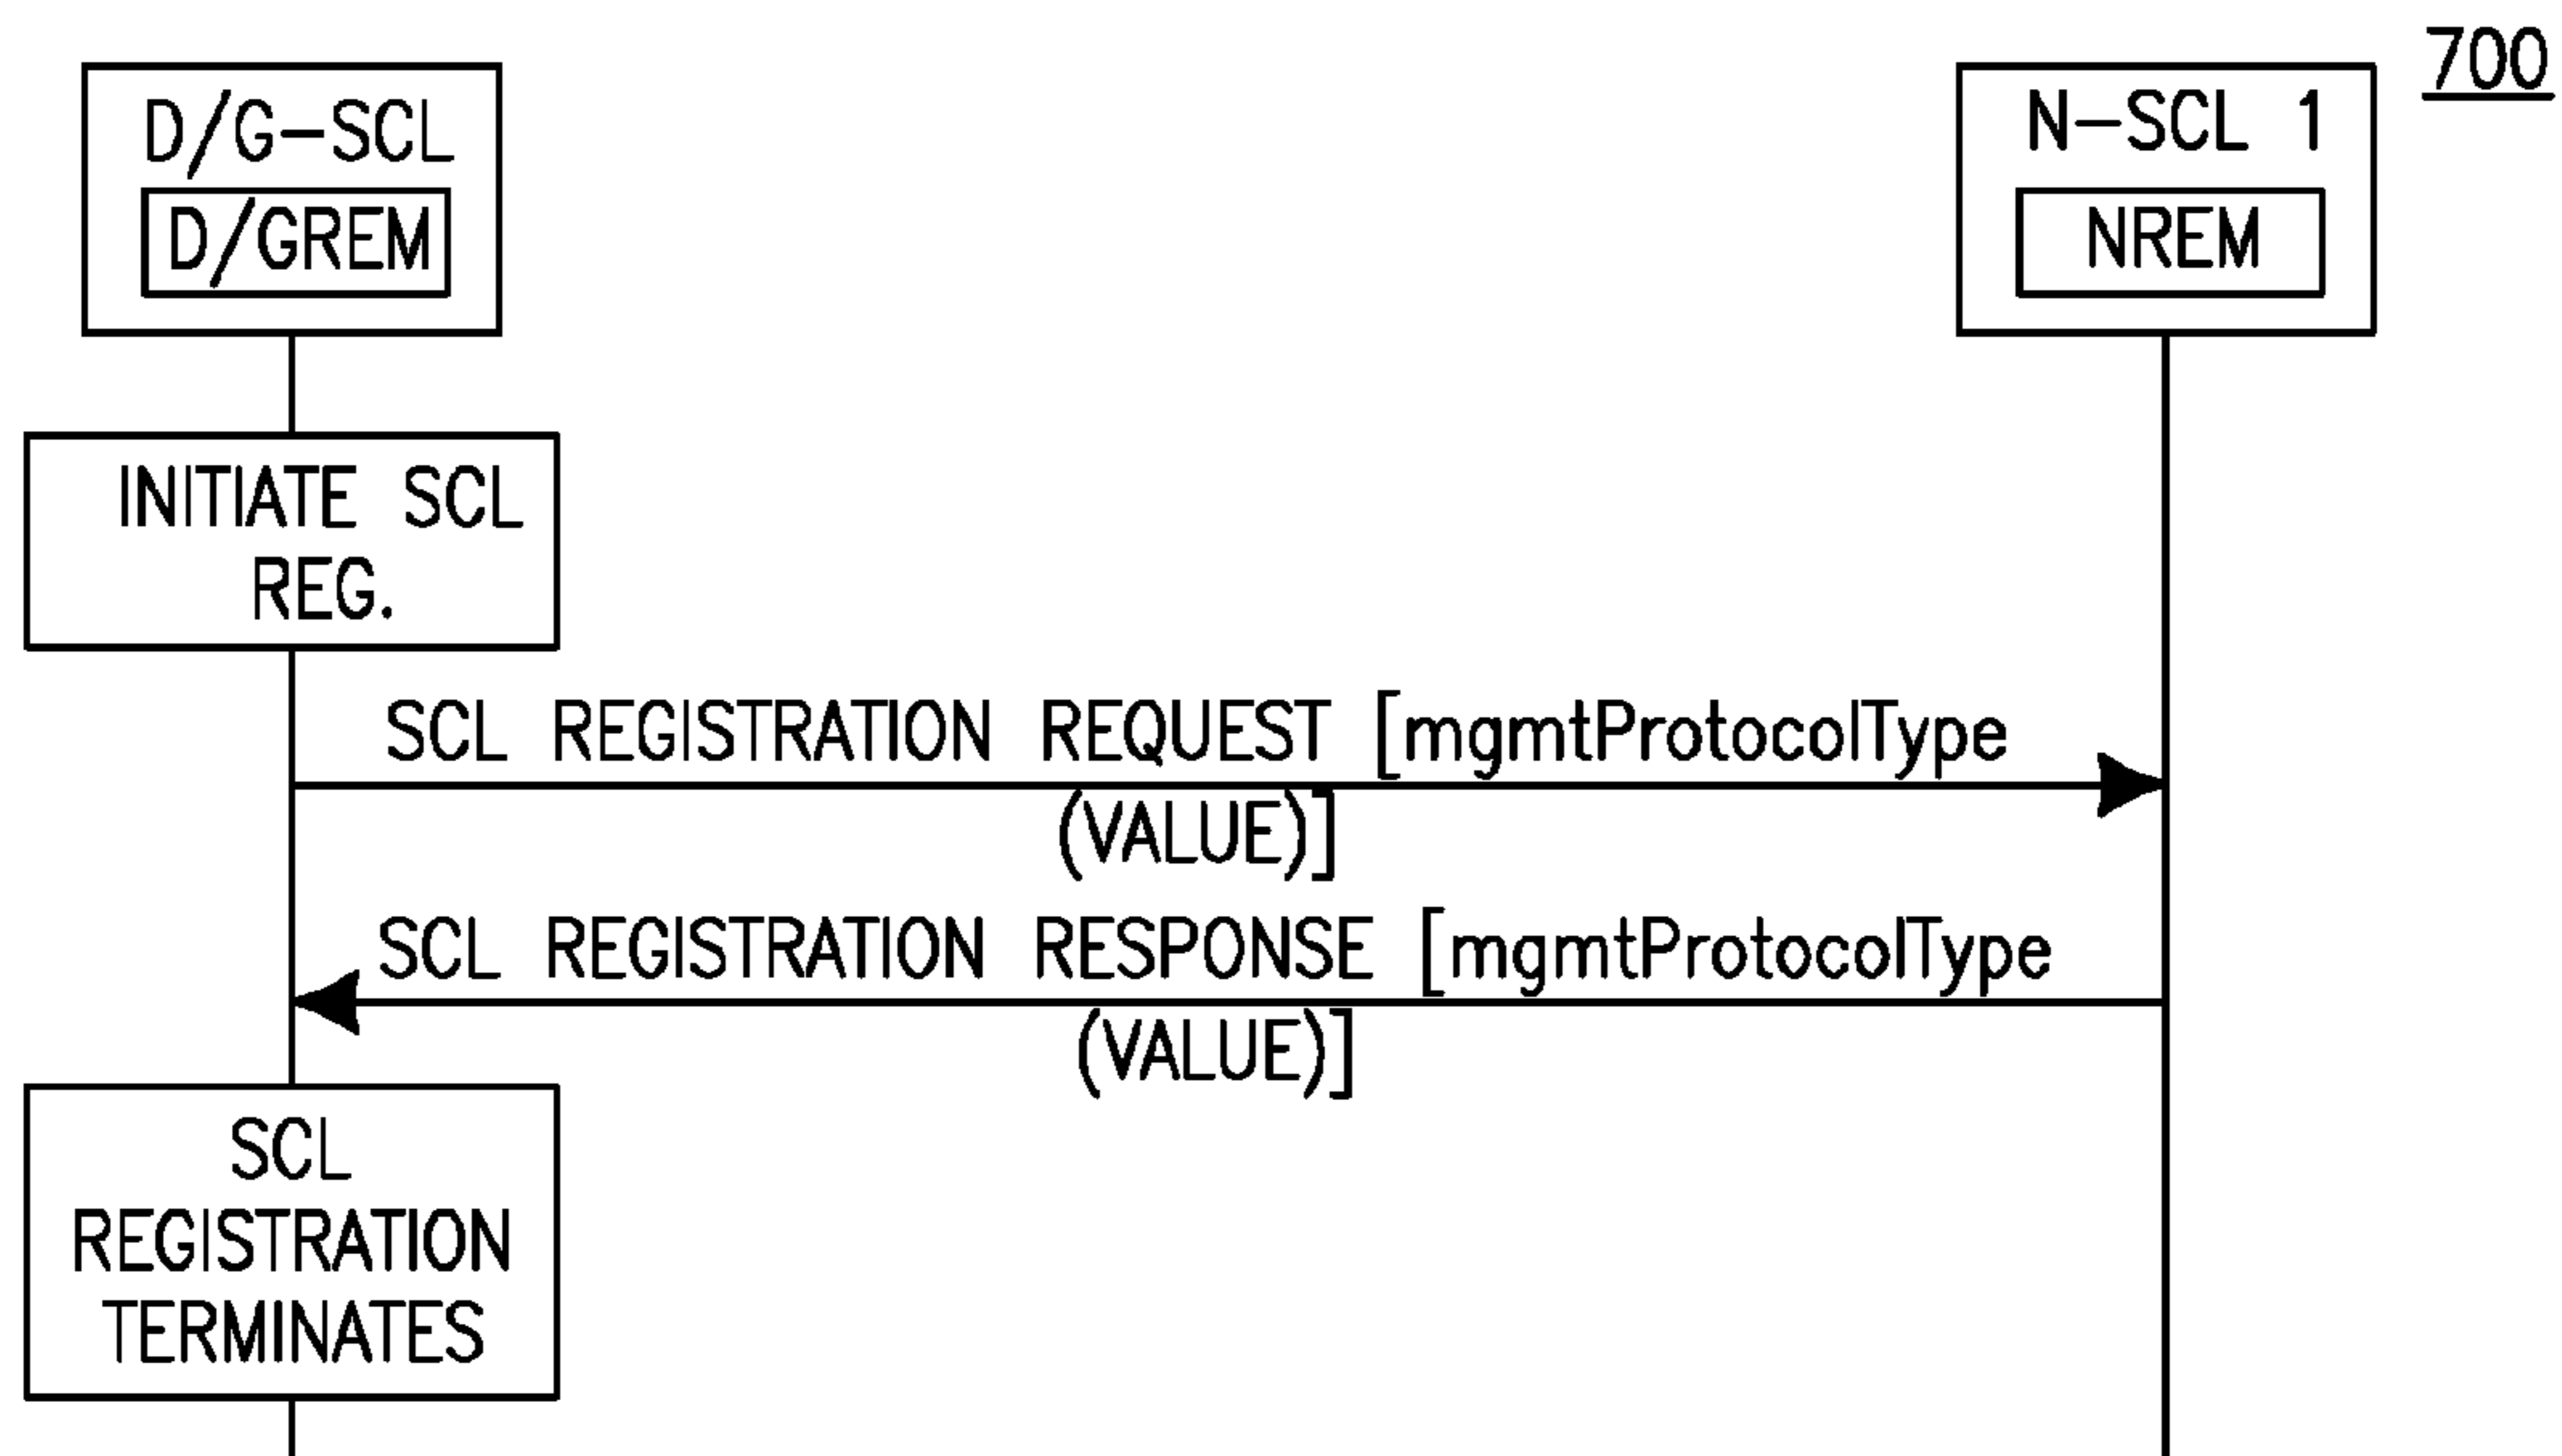 700
D/G-SCL
D/GREM
N-SCL 1
NREM
INITIATE SCL
REG.
SCL REGISTRATION REQUEST [mgmtProtocolType
(VALUE)]
SCL REGISTRATION RESPONSE [mgmtProtocolType
(VALUE)]
SCL
REGISTRATION
TERMINATES